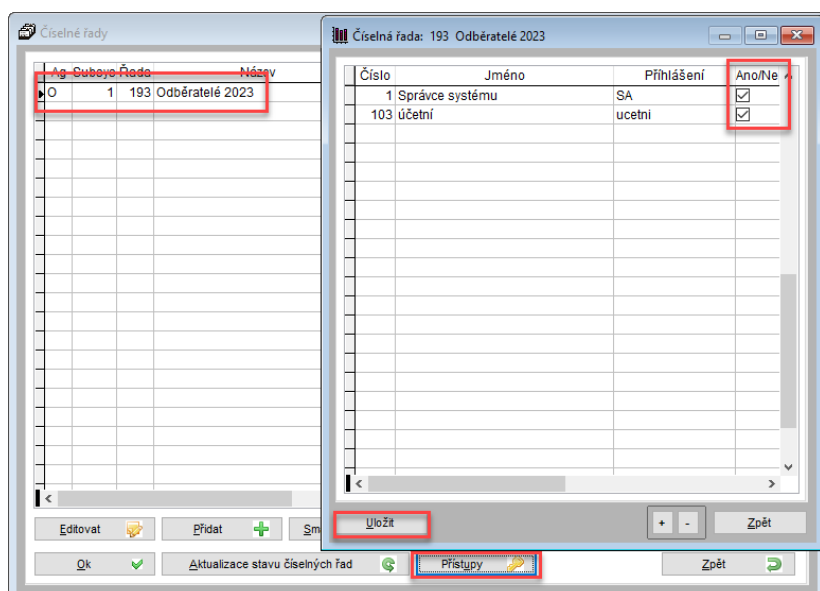 Číselné řady
Ag Subsys Řada Název
O 1 193 Odběratelé 2023
Editovat Přidat Sm
Ok Aktualizace stavu číselných řad Přístupy Zpět
Číselná řada: 193 Odběratelé 2023
Číslo Jméno Přihlášení Ano/Ne
1 Správce systému SA
103 účetní ucetni
Uložit + - Zpět